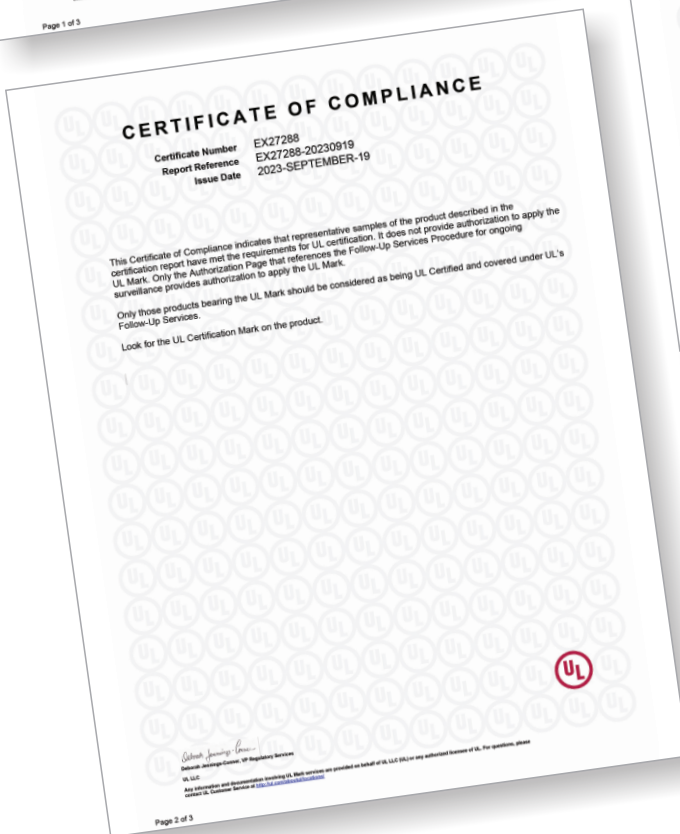 Page 1 of 3
CERTIFICATE OF COMPLIANCE
Certificate Number EX27288
Report Reference EX27288-20230919
Issue Date 2023-SEPTEMBER-19
This Certificate of Compliance indicates that representative samples of the product described in the
certification report have met the requirements for UL certification. It does not provide authorization to apply the
UL Mark. Only the Authorization Page that references the Follow-Up Services Procedure for ongoing
surveillance provides authorization to apply the UL Mark.
Only those products bearing the UL Mark should be considered as being UL Certified and covered under UL's
Follow-Up Services.
Look for the UL Certification Mark on the product.
UL
Deborah Jennings-Conner, VP Regulatory Services
UL LLC
Any information and documentation involving UL Mark services are provided on behalf of UL LLC (UL) or any authorized licensee of UL. For questions, please
contact UL Customer Service at
Page 2 of 3